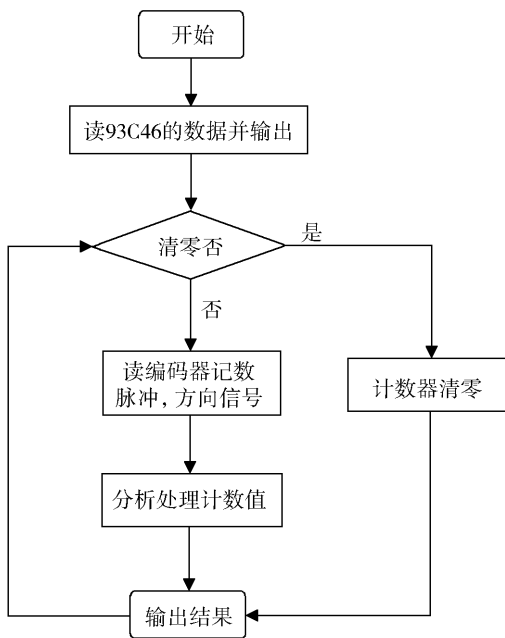 开始
读93C46的数据并输出
清零否
是
否
读编码器记数
脉冲，方向信号
计数器清零
分析处理计数值
输出结果